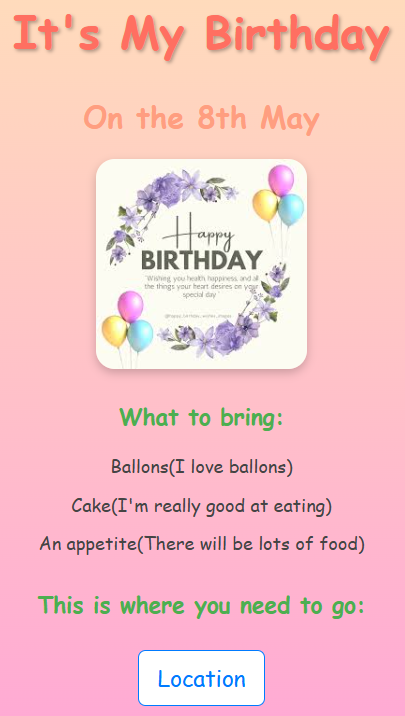 It's My Birthday
On the 8th May
Happy
BIRTHDAY
Wishing you health, happiness, and all
the things your heart desires on your
special day
What to bring:
Ballons(I love ballons)
Cake(I'm really good at eating)
An appetite(There will be lots of food)
This is where you need to go:
Location